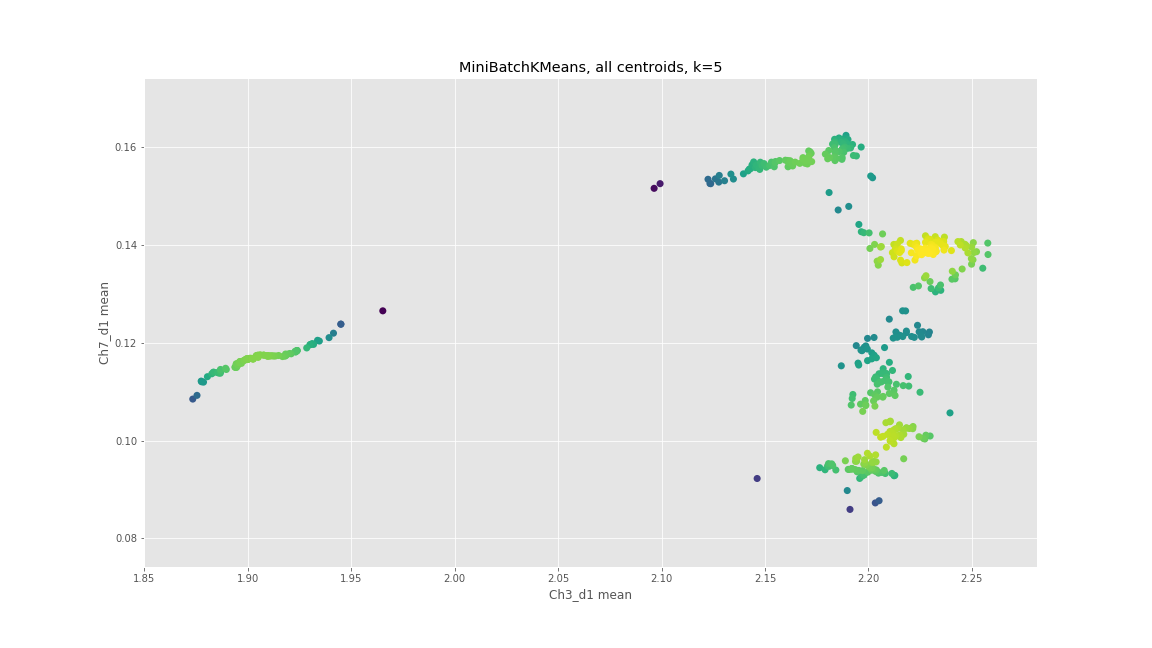 MiniBatchKMeans, all centroids, k=5
Ch7_d1 mean
0.16
0.14
0.12
0.10
0.08
1.85 1.90 1.95 2.00 2.05 2.10 2.15 2.20 2.25
Ch3_d1 mean